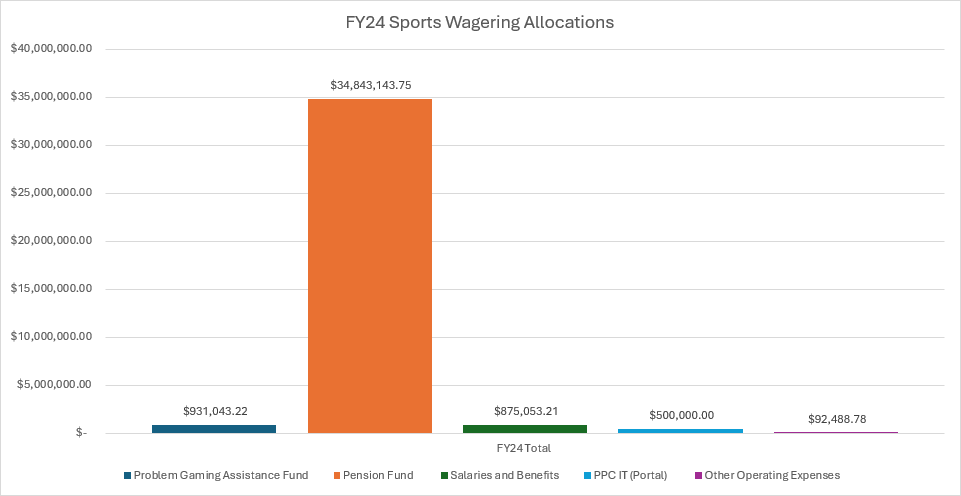 FY24 Sports Wagering Allocations
$40,000,000.00
$35,000,000.00
$30,000,000.00
$25,000,000.00
$20,000,000.00
$15,000,000.00
$10,000,000.00
$5,000,000.00
$-
$931,043.22
$34,843,143.75
$875,053.21
$500,000.00
$92,488.78
FY24 Total
Problem Gaming Assistance Fund
Pension Fund
Salaries and Benefits
PPC IT (Portal)
Other Operating Expenses